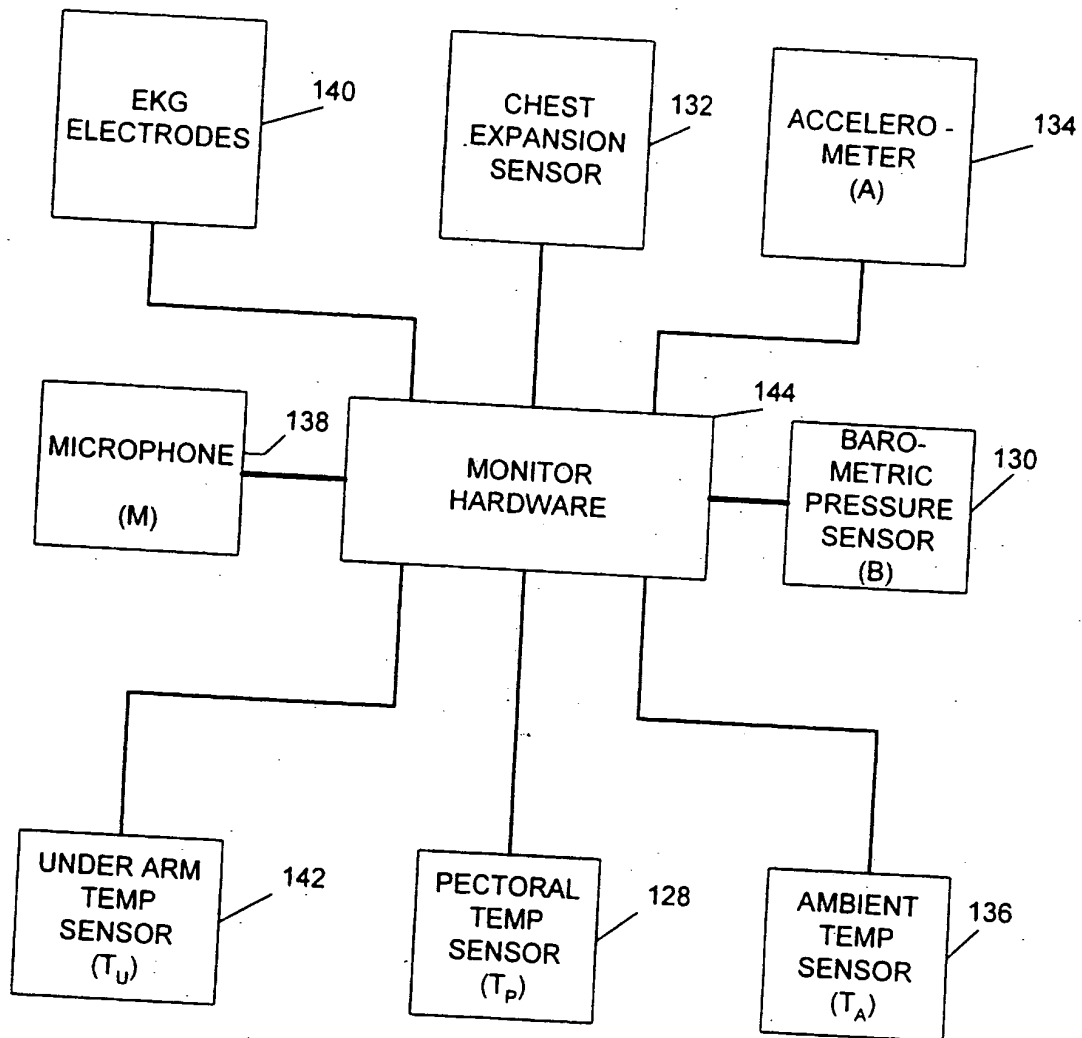 EKG
ELECTRODES
140
CHEST
EXPANSION
SENSOR
132
ACCELERO -
METER
(A)
134
MICROPHONE
(M)
138
MONITOR
HARDWARE
144
BARO-
METRIC
PRESSURE
SENSOR
(B)
130
UNDER ARM
TEMP
SENSOR
(TU)
142
PECTORAL
TEMP
SENSOR
(TP)
128
AMBIENT
TEMP
SENSOR
(TA)
136